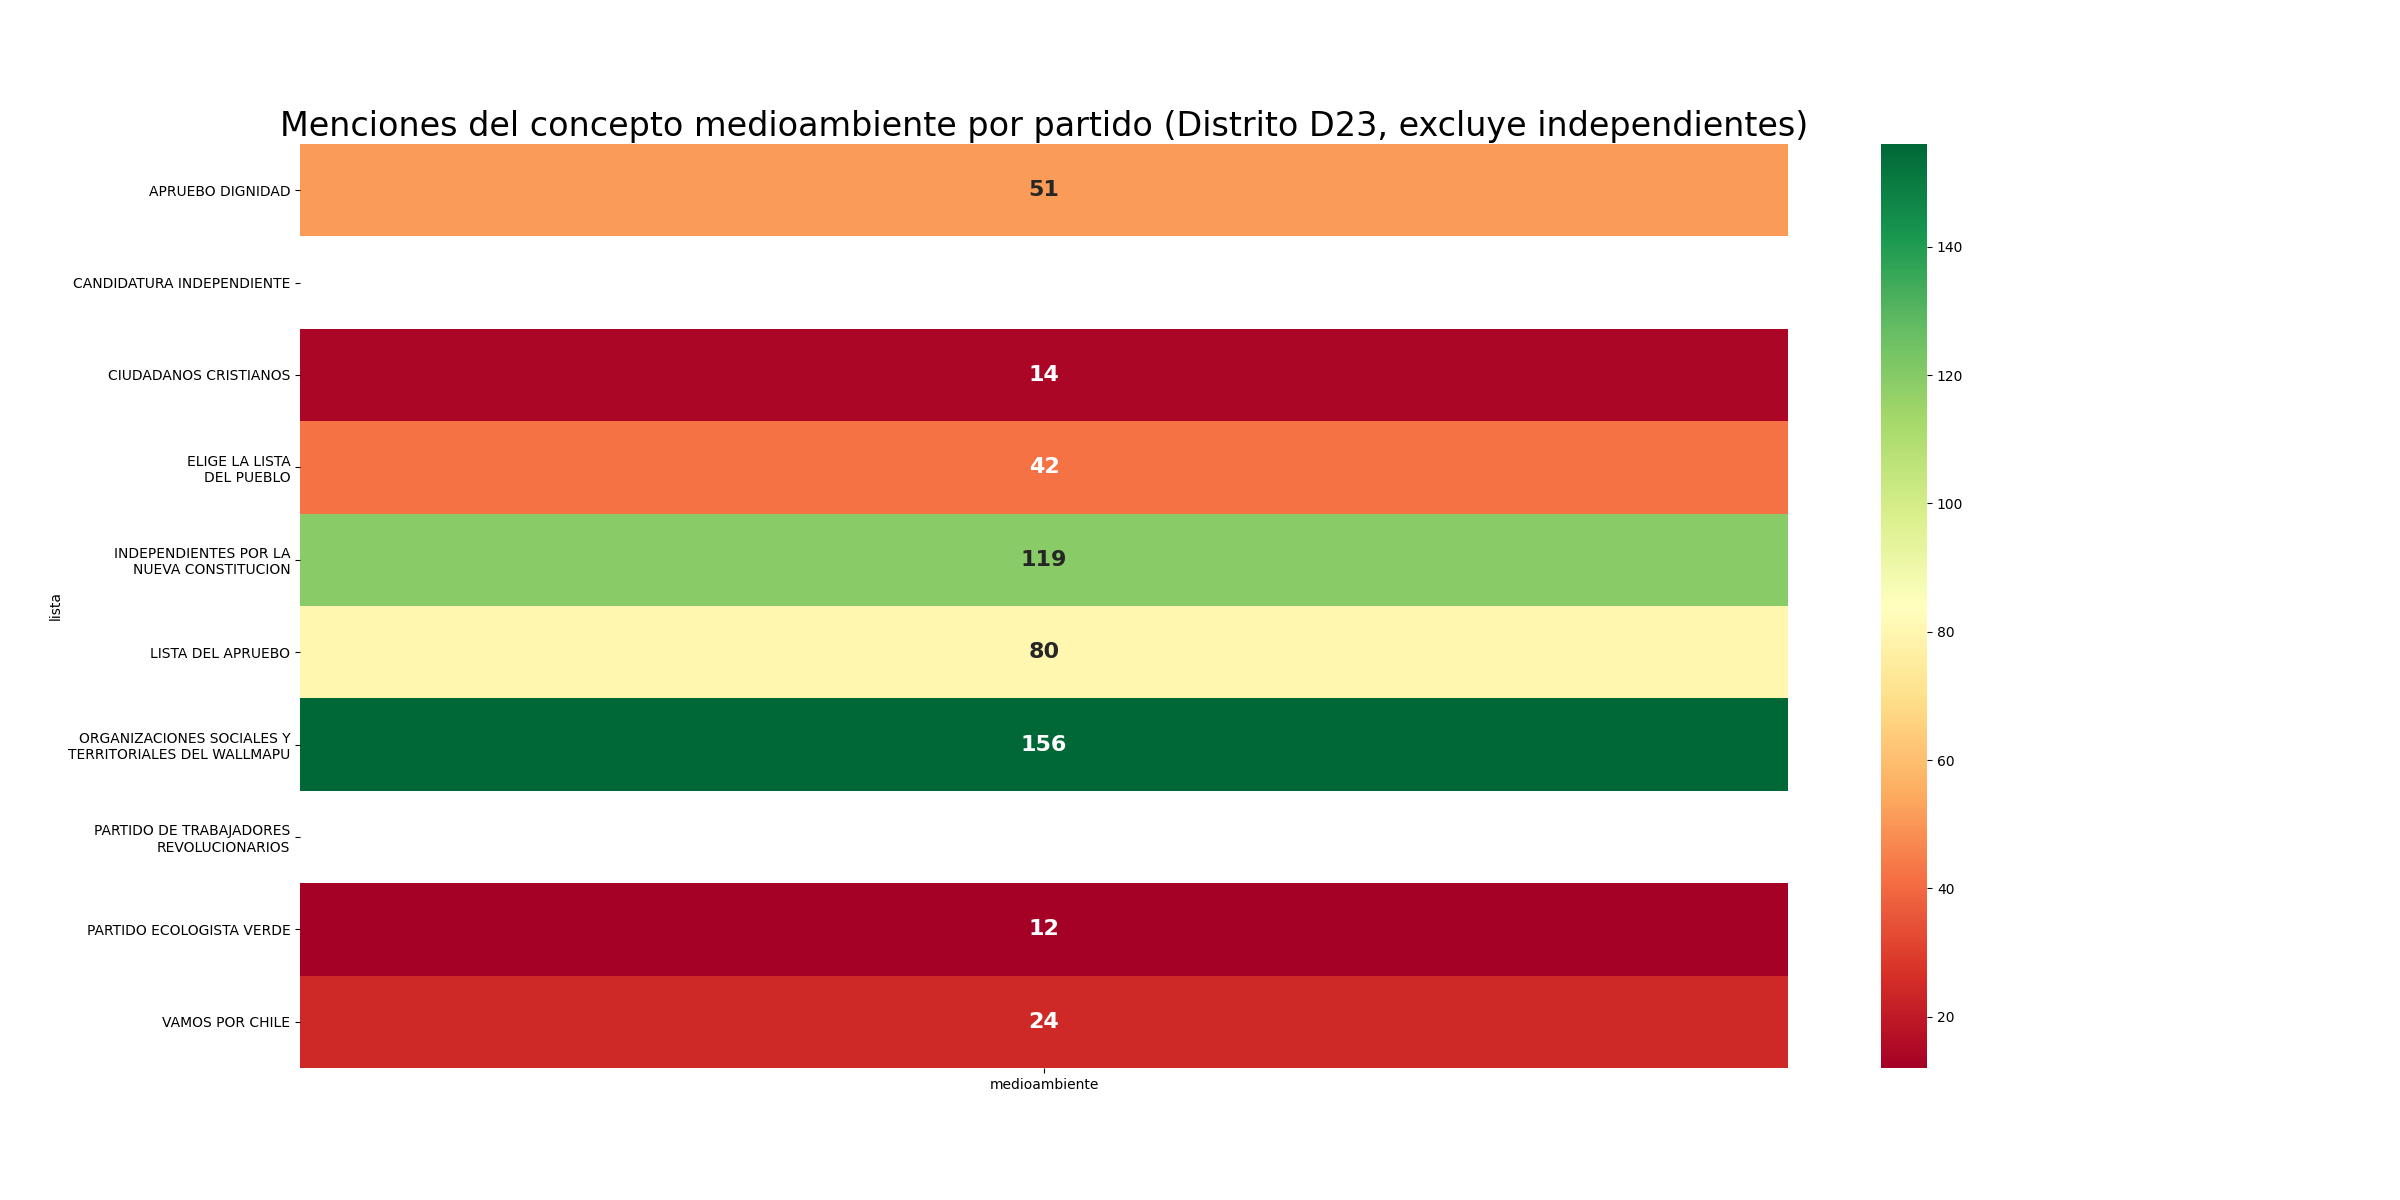 Menciones del concepto medioambiente por partido (Distrito D23, excluye independientes)
lista
APRUEBO DIGNIDAD
51
CANDIDATURA INDEPENDIENTE
CIUDADANOS CRISTIANOS
14
ELIGE LA LISTA
DEL PUEBLO
42
INDEPENDIENTES POR LA
NUEVA CONSTITUCION
119
LISTA DEL APRUEBO
80
ORGANIZACIONES SOCIALES Y
TERRITORIALES DEL WALLMAPU
156
PARTIDO DE TRABAJADORES
REVOLUCIONARIOS
PARTIDO ECOLOGISTA VERDE
12
VAMOS POR CHILE
24
medioambiente
140
120
100
80
60
40
20